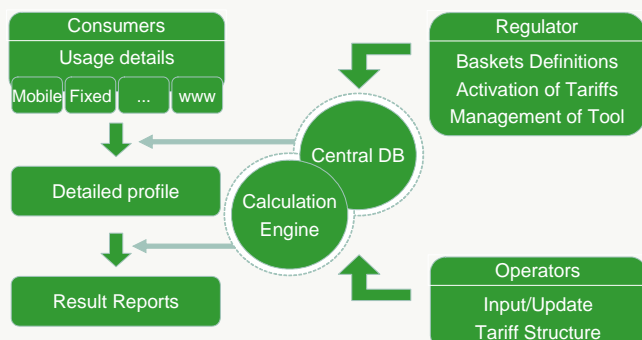 Consumers
Usage details
Mobile
Fixed
...
www
Detailed profile
Result Reports
Central DB
Calculation
Engine
Regulator
Baskets Definitions
Activation of Tariffs
Management of Tool
Operators
Input/Update
Tariff Structure